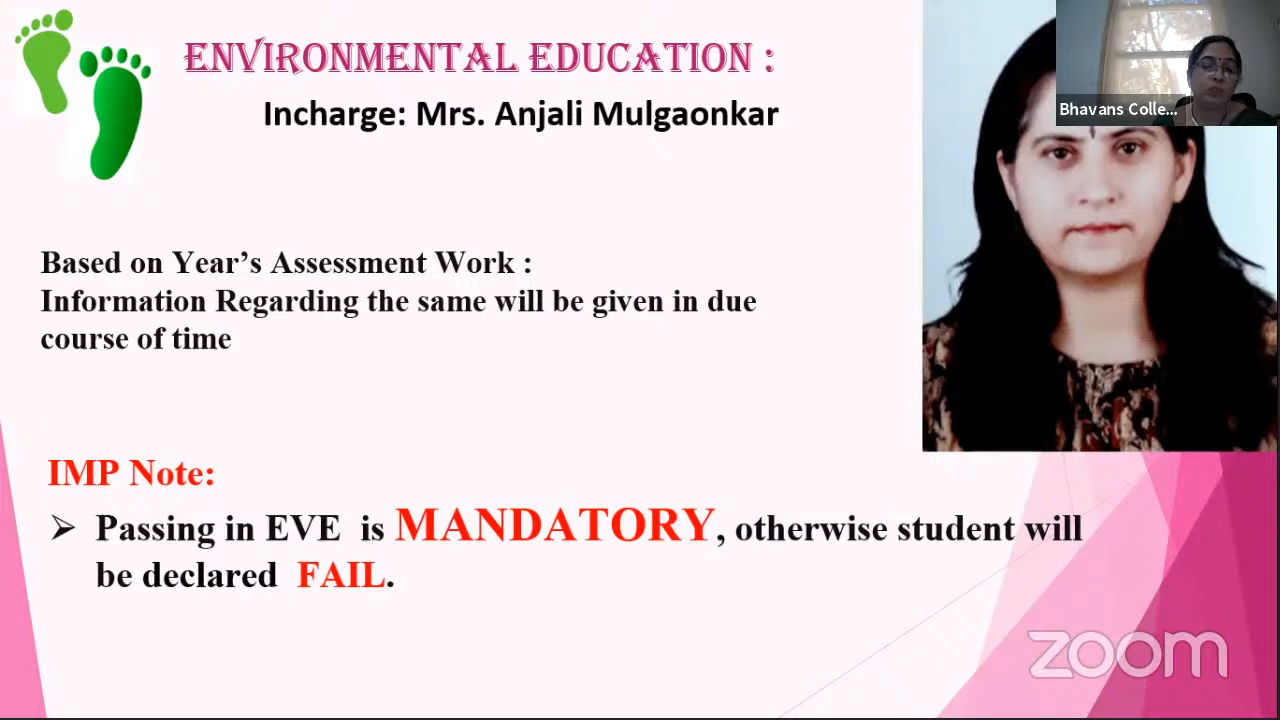 ENVIRONMENTAL EDUCATION :
Incharge: Mrs. Anjali Mulgaonkar
Bhavans Colle...
Based on Year’s Assessment Work :
Information Regarding the same will be given in due
course of time
IMP Note:
➢ Passing in EVE is MANDATORY, otherwise student will
be declared FAIL.
zoom